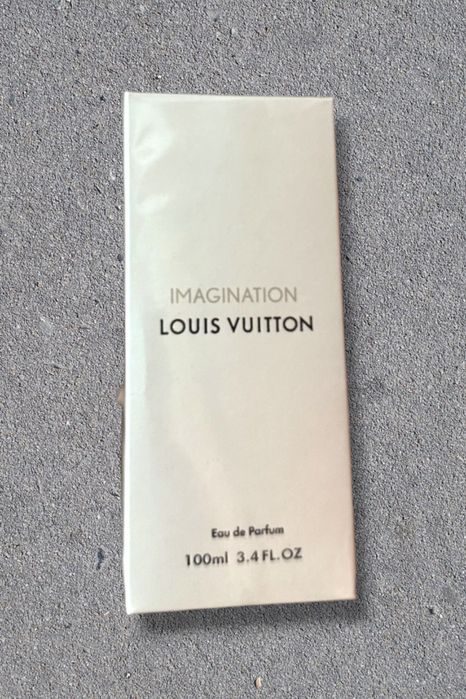 IMAGINATION
LOUIS VUITTON
Eau de Parfum
100ml 3.4 FL.OZ